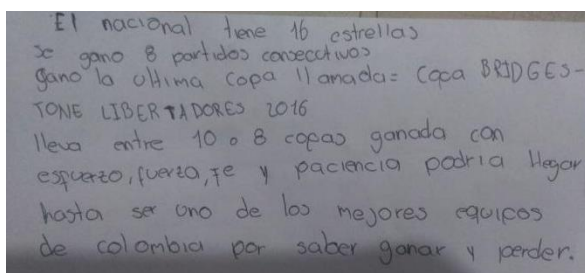 El nacional tiene 16 estrellas
se gano 8 partidos consecutivos
gano la ultima copa llamada= Copa BRIDGES-
TONE LIBERTADORES 2016
lleva entre 10 o 8 copas ganada con
esfuerzo, fuerza, fe y paciencia podria llegar
hasta ser uno de los mejores equipos
de colombia por saber ganar y perder.